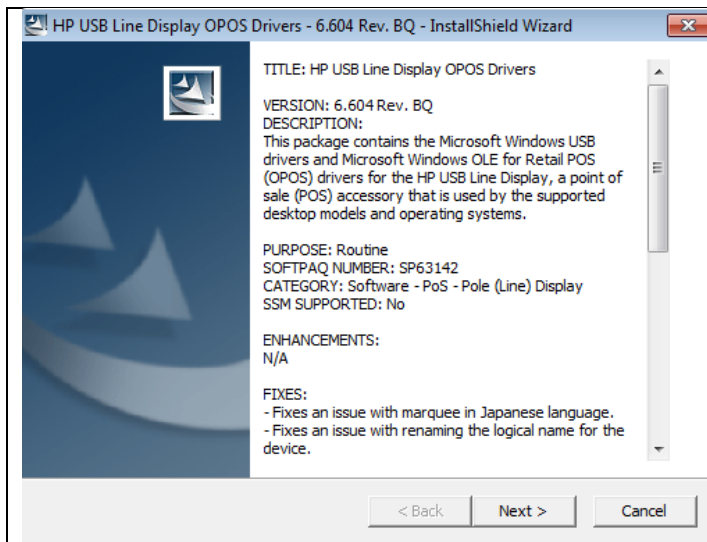 HP USB Line Display OPOS Drivers - 6.604 Rev. BQ - InstallShield Wizard
TITLE: HP USB Line Display OPOS Drivers
VERSION: 6.604 Rev. BQ
DESCRIPTION:
This package contains the Microsoft Windows USB
drivers and Microsoft Windows OLE for Retail POS
(OPOS) drivers for the HP USB Line Display, a point of
sale (POS) accessory that is used by the supported
desktop models and operating systems.
PURPOSE: Routine
SOFTPAQ NUMBER: SP63142
CATEGORY: Software - PoS - Pole (Line) Display
SSM SUPPORTED: No
ENHANCEMENTS:
N/A
FIXES:
- Fixes an issue with marquee in Japanese language.
- Fixes an issue with renaming the logical name for the
device.
< Back Next > Cancel